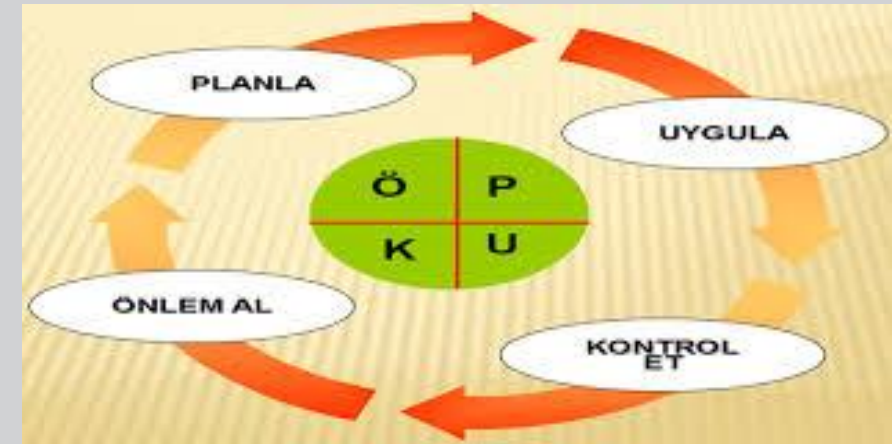 PLANLA
UYGULA
Ö P
K U
ÖNLEM AL
KONTROL
ET